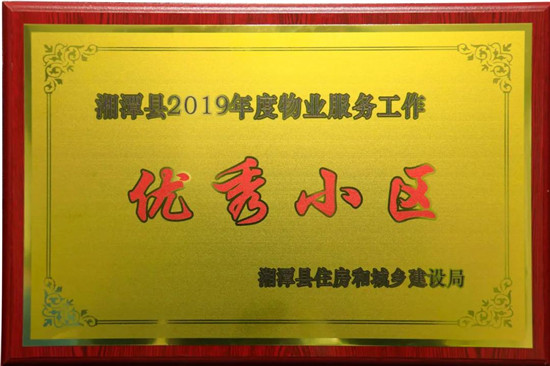 湘潭县2019年度物业服务工作
优秀小区
湘潭县住房和城乡建设局